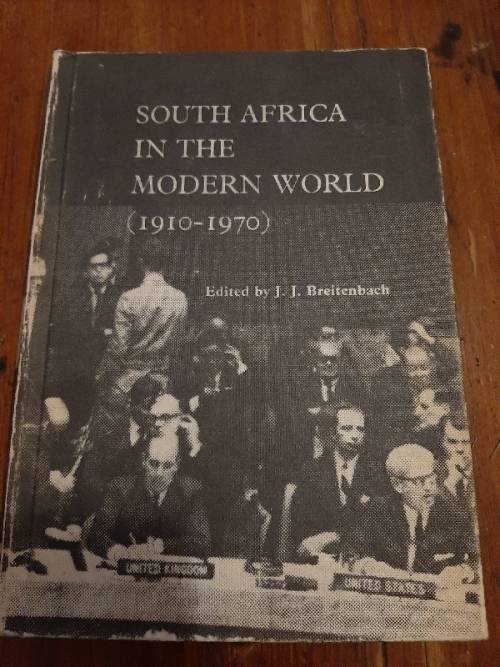 SOUTH AFRICA
IN THE
MODERN WORLD
(1910-1970)
Edited by J. J. Breitenbach
UNITED KINGDOM
UNITED STATES